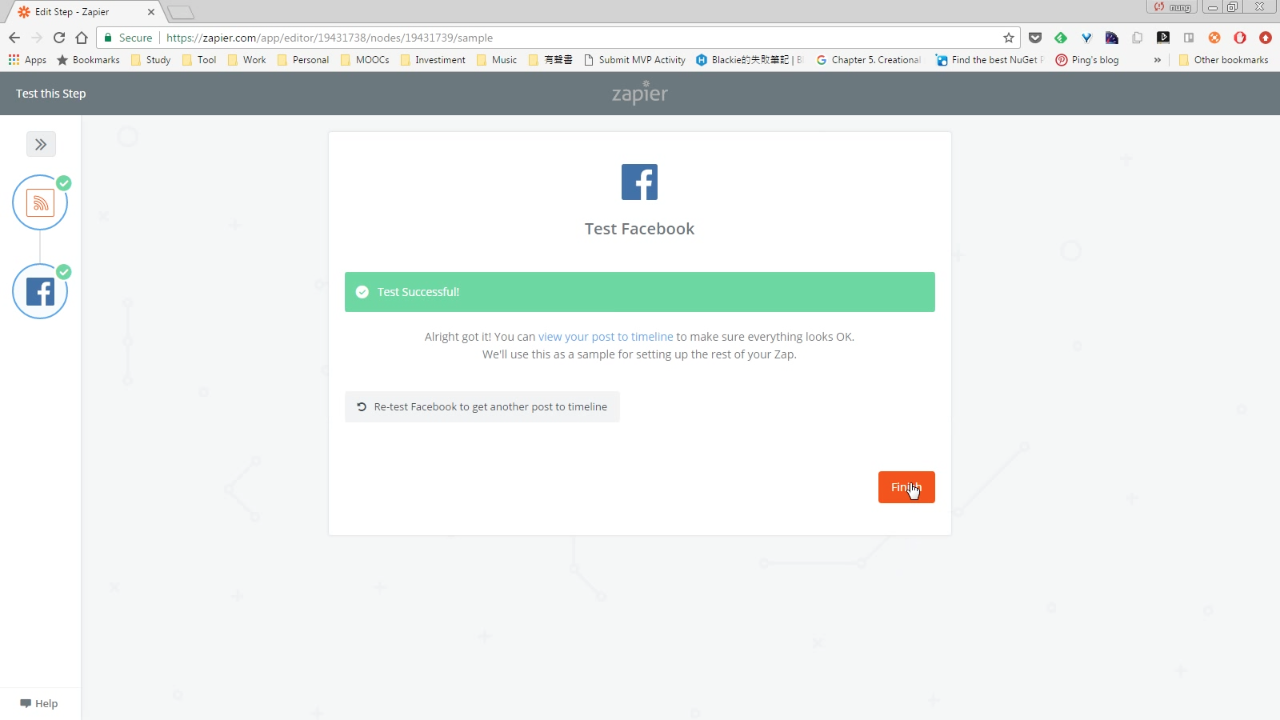 Edit Step - Zapier
nung
Secure https://zapier.com/app/editor/19431738/nodes/19431739/sample
Apps Bookmarks Study Tool Work Personal MOOCs Investiment Music 有聲書 Submit MVP Activity Blackie的失敗筆記 Chapter 5. Creational Find the best NuGet P Ping's blog » Other bookmarks
Test this Step
zapier
Test Facebook
Test Successful!
Alright got it! You can view your post to timeline to make sure everything looks OK.
We'll use this as a sample for setting up the rest of your Zap.
Re-test Facebook to get another post to timeline
Finish
Help